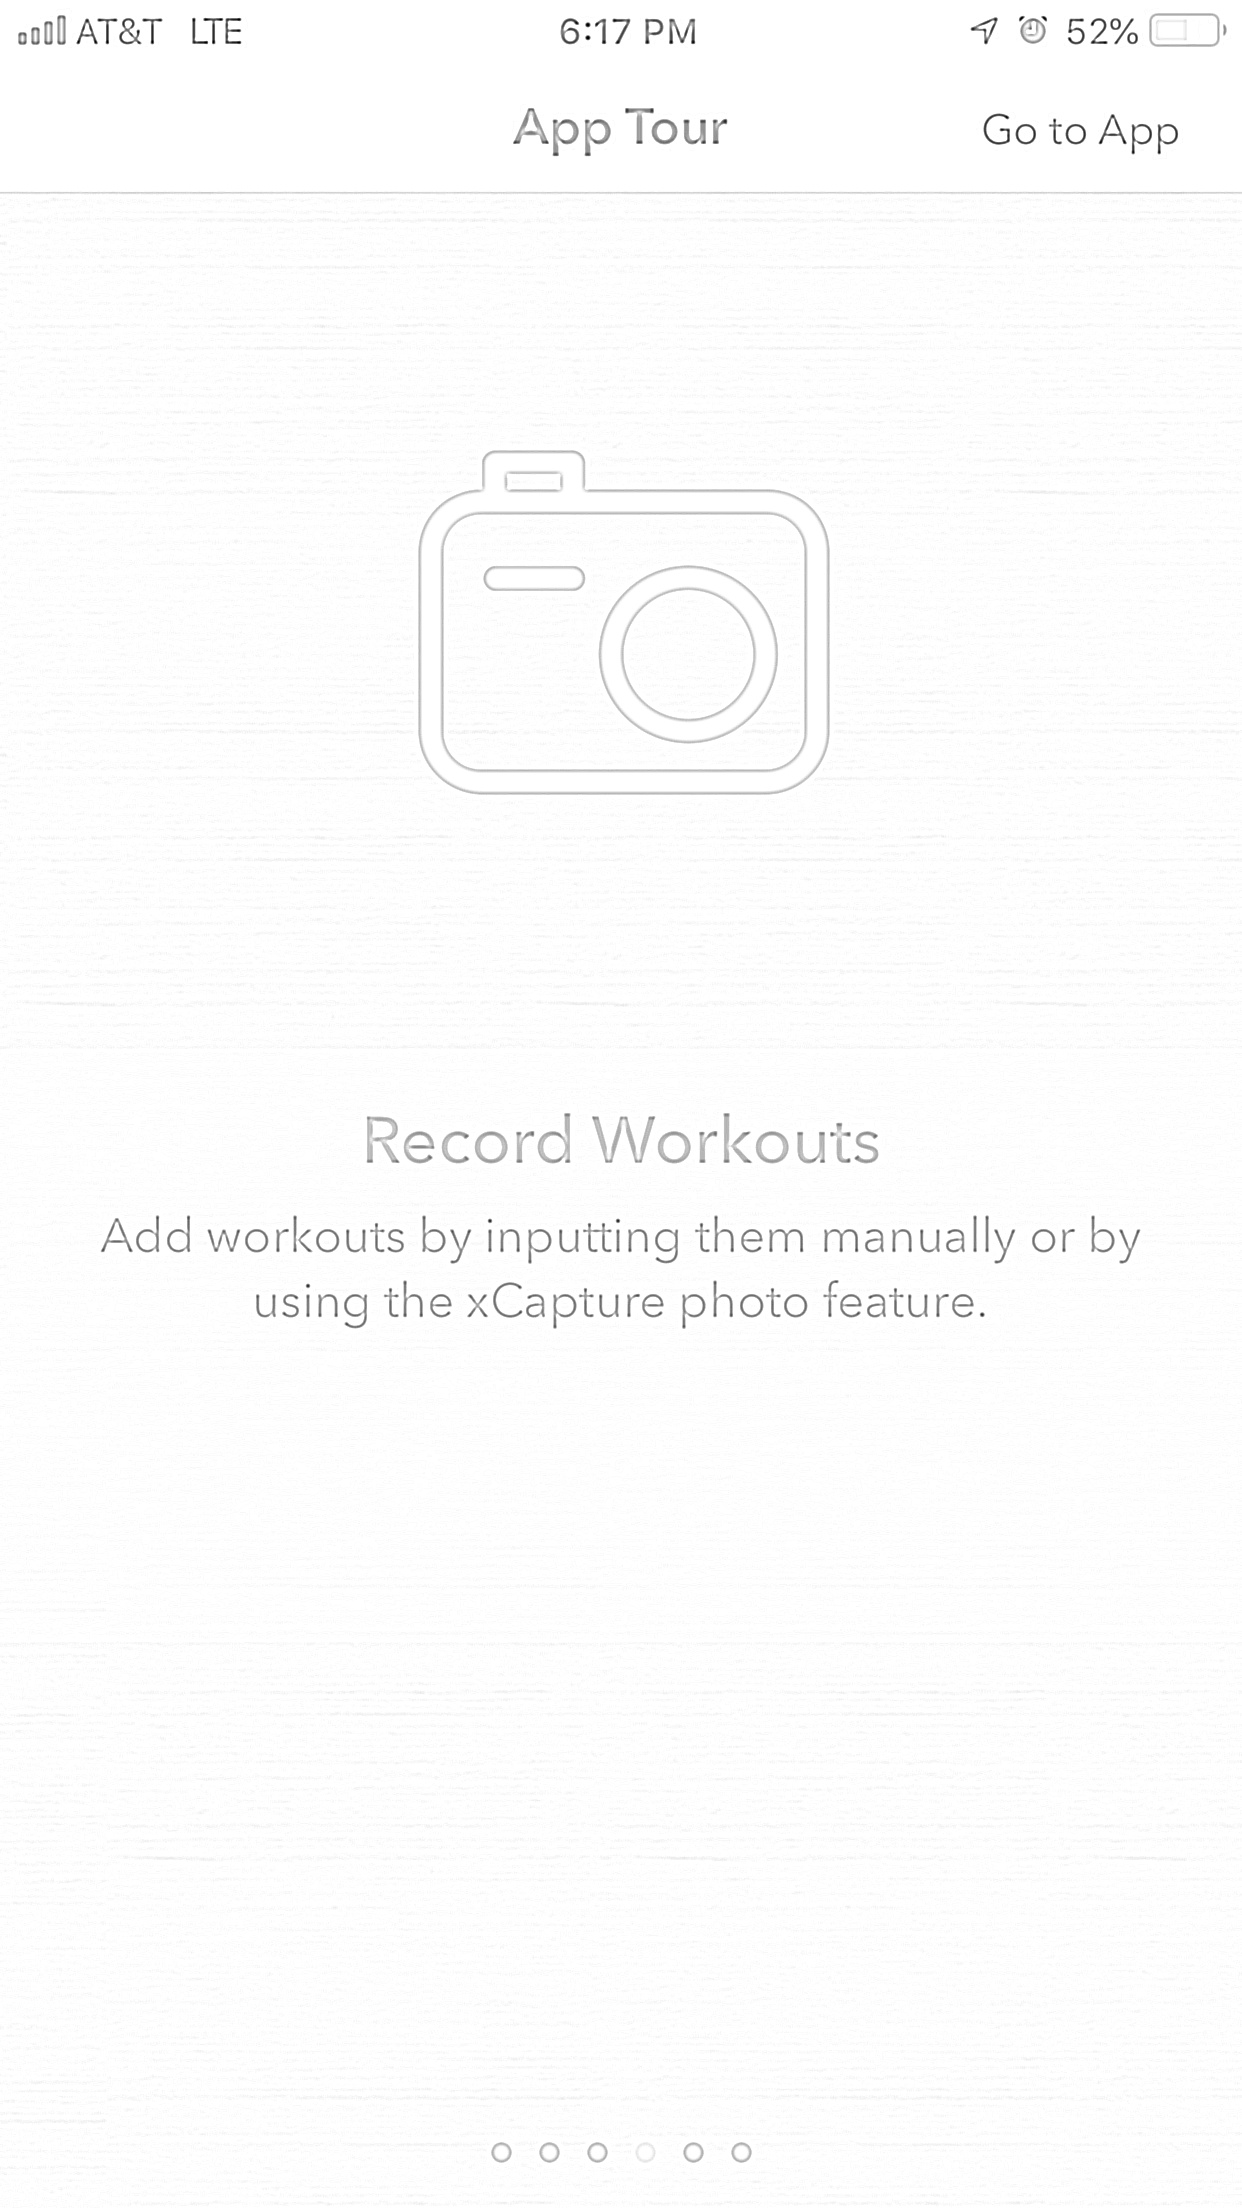 AT&T LTE 6:17 PM 52%
App Tour Go to App
Record Workouts
Add workouts by inputting them manually or by
using the xCapture photo feature.